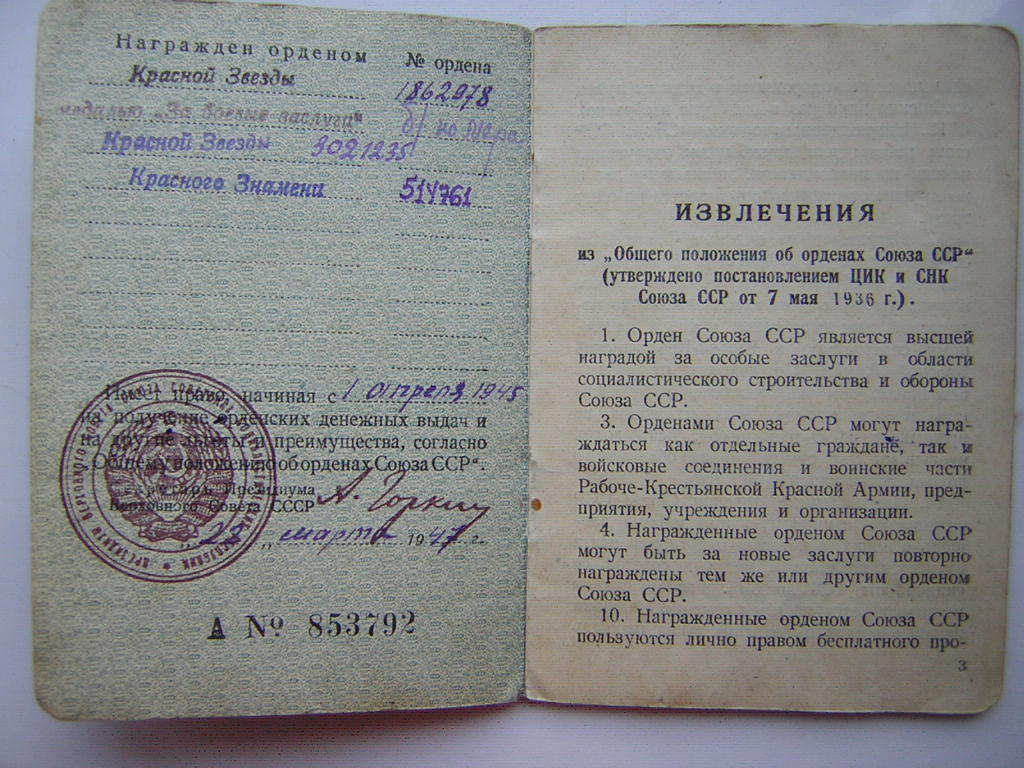 Награжден орденом № ордена
Красной Звезды 1862978
медалью „За боевые заслуги“ б/номера
Красной Звезды 3021235
Красного Знамени 514761
Имеет право, начиная с 1 апреля 1945
на получение орденских денежных выдач и
на другие льготы и преимущества, согласно
„Общему положению об орденах Союза ССР“.
Секретарь Президиума
Верховного Совета СССР А. Горкин
„ 22 „ марта 1947 г.
А № 853792
ИЗВЛЕЧЕНИЯ
из „Общего положения об орденах Союза ССР“
(утверждено постановлением ЦИК и СНК
Союза ССР от 7 мая 1936 г.).
1. Орден Союза ССР является высшей
наградой за особые заслуги в области
социалистического строительства и обороны
Союза ССР.
3. Орденами Союза ССР могут награ-
ждаться как отдельные граждане, так и
войсковые соединения и воинские части
Рабоче-Крестьянской Красной Армии, пред-
приятия, учреждения и организации.
4. Награжденные орденом Союза ССР
могут быть за новые заслуги повторно
награждены тем же или другим орденом
Союза ССР.
10. Награжденные орденом Союза ССР
пользуются лично правом бесплатного про-
3